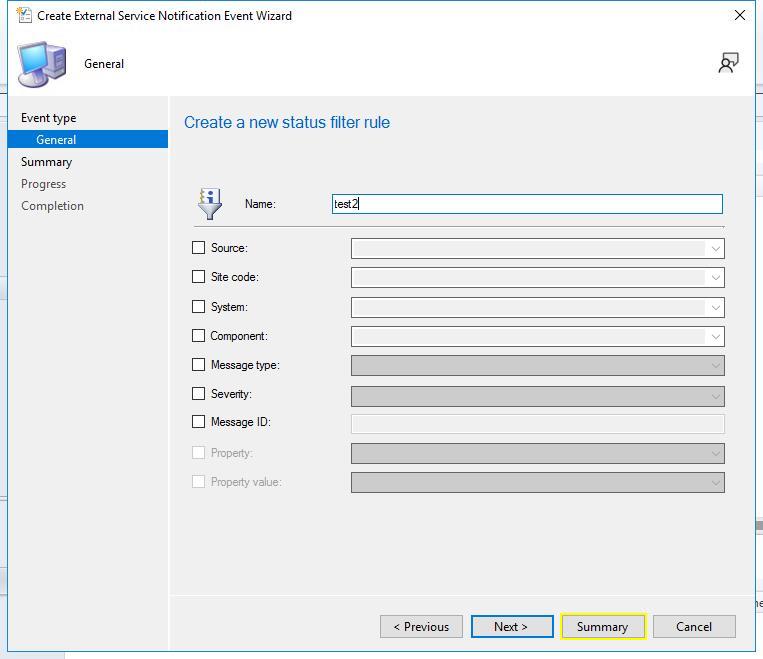 Create External Service Notification Event Wizard
General
Event type
General
Summary
Progress
Completion
Create a new status filter rule
Name: test2
Source:
Site code:
System:
Component:
Message type:
Severity:
Message ID:
Property:
Property value:
< Previous Next > Summary Cancel